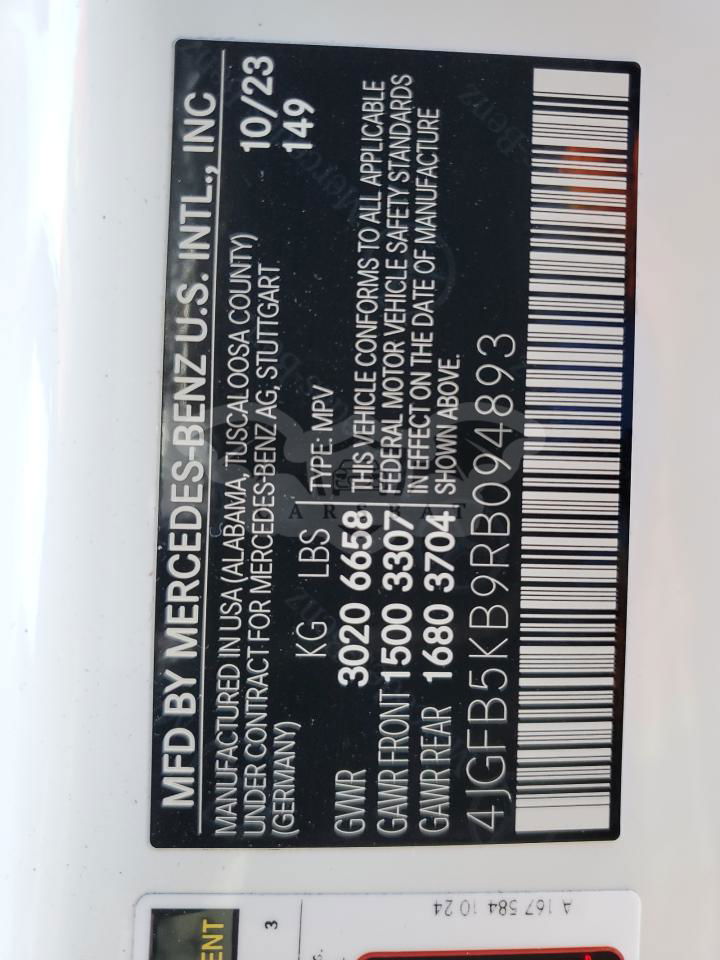 MFD BY MERCEDES-BENZ U.S. INTL., INC
MANUFACTURED IN USA (ALABAMA, TUSCALOOSA COUNTY) 10/23
UNDER CONTRACT FOR MERCEDES-BENZ AG, STUTTGART 149
(GERMANY)
KG LBS TYPE: MPV
GVWR 3020 6658 THIS VEHICLE CONFORMS TO ALL APPLICABLE
GAWR FRONT 1500 3307 FEDERAL MOTOR VEHICLE SAFETY STANDARDS
GAWR REAR 1680 3704 IN EFFECT ON THE DATE OF MANUFACTURE
SHOWN ABOVE.
4JGFB5KB9RB094893
A 167 584 10 24
ENT
3